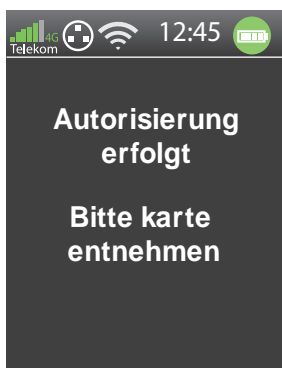 4G 12:45
Telekom
Autorisierung
erfolgt
Bitte karte
entnehmen